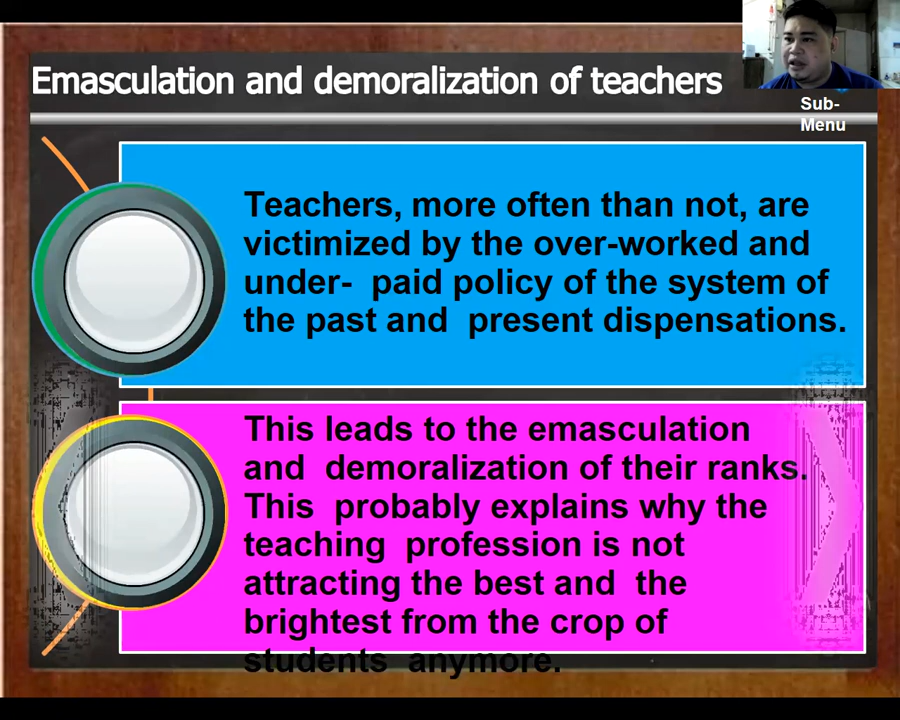 Emasculation and demoralization of teachers
Sub-
Menu
Teachers, more often than not, are
victimized by the over-worked and
under- paid policy of the system of
the past and present dispensations.
This leads to the emasculation
and demoralization of their ranks.
This probably explains why the
teaching profession is not
attracting the best and the
brightest from the crop of
students anymore.